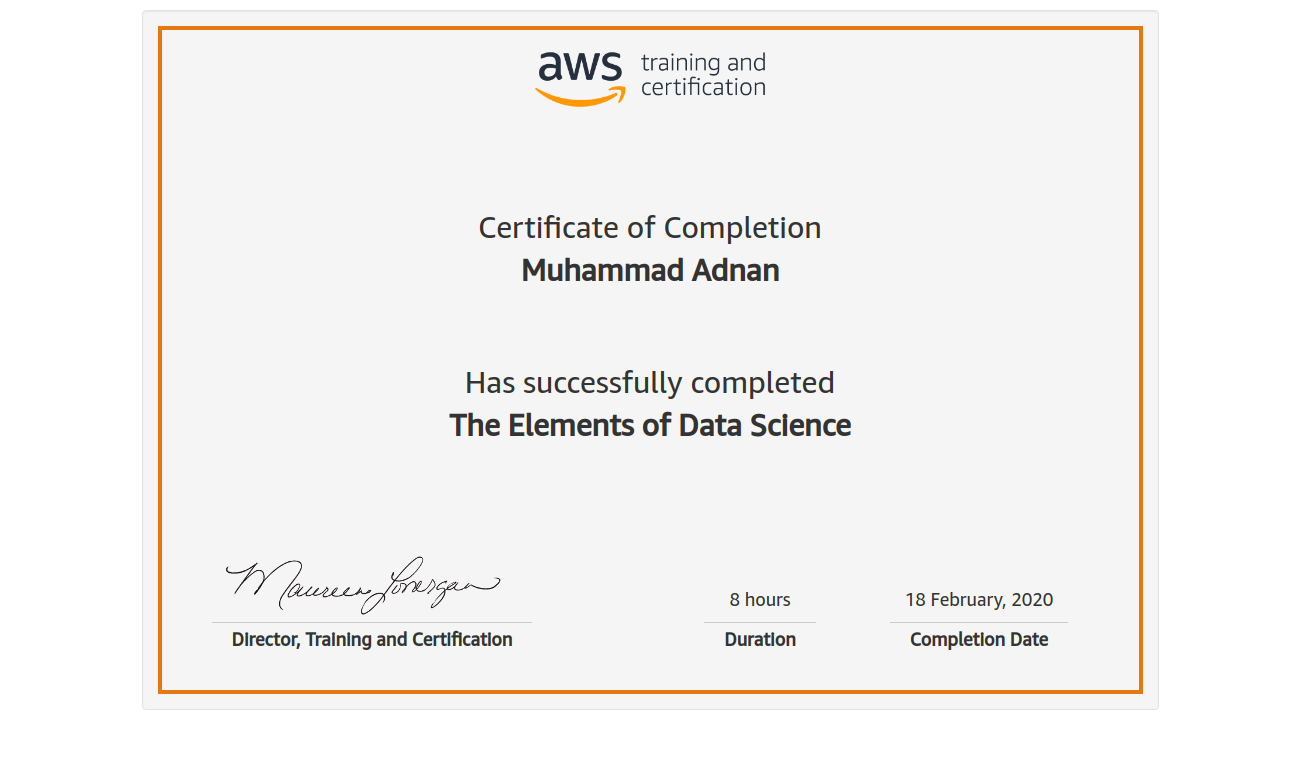 aws training and
certification
Certificate of Completion
Muhammad Adnan
Has successfully completed
The Elements of Data Science
Maureen Lonergan
8 hours
18 February, 2020
Director, Training and Certification
Duration
Completion Date